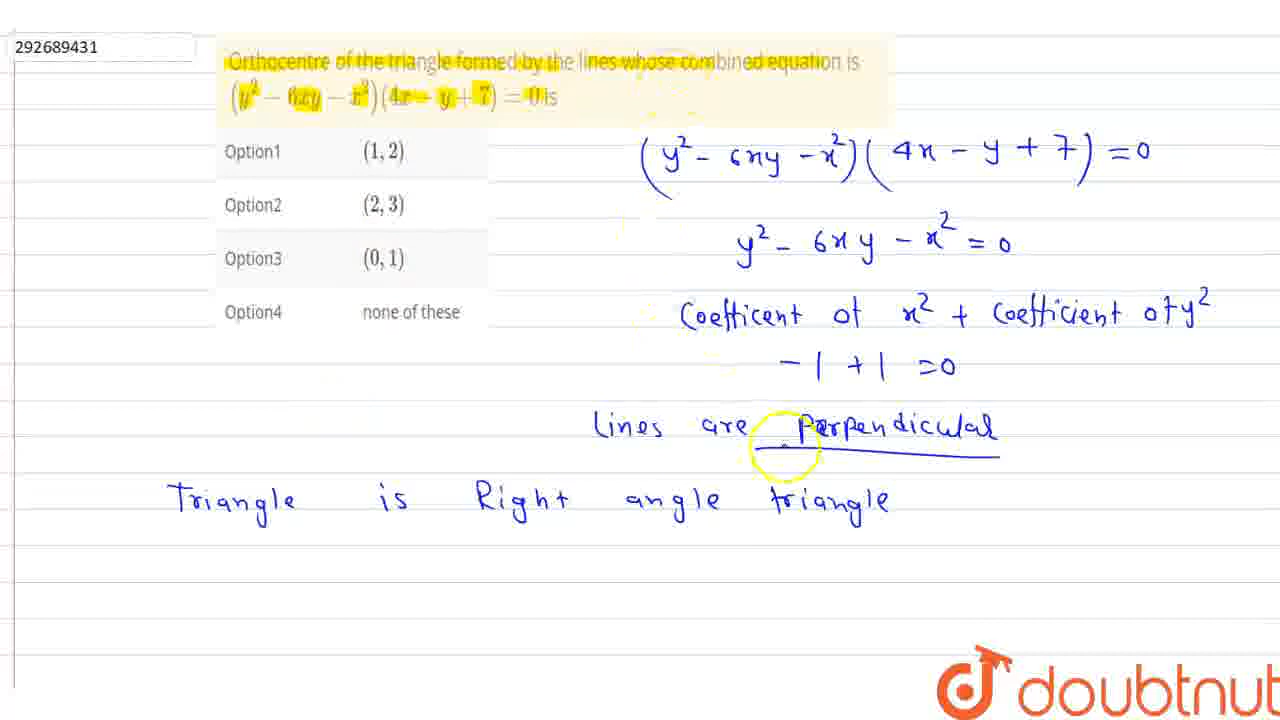 292689431
Orthocentre of the triangle formed by the lines whose combined equation is
(y² − 6xy − x²)(4x − y + 7) = 0 is
Option1 (1, 2)
Option2 (2, 3)
Option3 (0, 1)
Option4 none of these
(y² - 6xy - x²)(4x - y + 7) = 0
y² - 6xy - x² = 0
Coefficent of x² + Coefficient of y²
-1 + 1 = 0
Lines are Perpendicular
Triangle is Right angle triangle
doubtnut